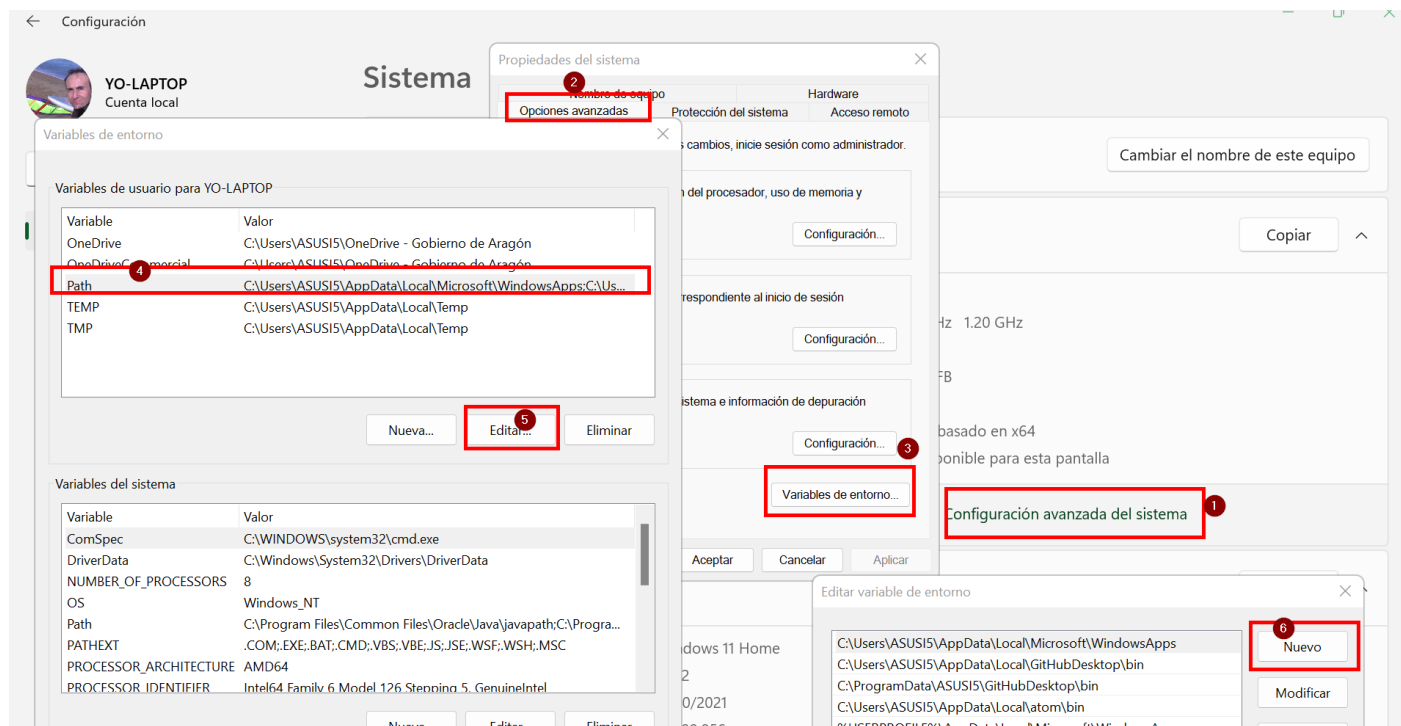 Configuración
YO-LAPTOP
Cuenta local
Sistema
Cambiar el nombre de este equipo
Copiar
Hz 1.20 GHz
basado en x64
ponible para esta pantalla
Configuración avanzada del sistema
1
Propiedades del sistema
2
Nombre de equipo
Hardware
Opciones avanzadas
Protección del sistema
Acceso remoto
s cambios, inicie sesión como administrador.
n del procesador, uso de memoria y
Configuración...
respondiente al inicio de sesión
Configuración...
istema e información de depuración
Configuración...
3
Variables de entorno...
Aceptar
Cancelar
Aplicar
Variables de entorno
Variables de usuario para YO-LAPTOP
Variable Valor
OneDrive C:\Users\ASUSI5\OneDrive - Gobierno de Aragón
OneDriveCommercial C:\Users\ASUSI5\OneDrive - Gobierno de Aragón
4
Path C:\Users\ASUSI5\AppData\Local\Microsoft\WindowsApps;C:\Us...
TEMP C:\Users\ASUSI5\AppData\Local\Temp
TMP C:\Users\ASUSI5\AppData\Local\Temp
5
Nueva...
Editar...
Eliminar
Variables del sistema
Variable Valor
ComSpec C:\WINDOWS\system32\cmd.exe
DriverData C:\Windows\System32\Drivers\DriverData
NUMBER_OF_PROCESSORS 8
OS Windows_NT
Path C:\Program Files\Common Files\Oracle\Java\javapath;C:\Progra...
PATHEXT .COM;.EXE;.BAT;.CMD;.VBS;.VBE;.JS;.JSE;.WSF;.WSH;.MSC
PROCESSOR_ARCHITECTURE AMD64
PROCESSOR_IDENTIFIER Intel64 Family 6 Model 126 Stepping 5, GenuineIntel
Nueva
Editar
Eliminar
dows 11 Home
2
0/2021
Editar variable de entorno
C:\Users\ASUSI5\AppData\Local\Microsoft\WindowsApps
C:\Users\ASUSI5\AppData\Local\GitHubDesktop\bin
C:\ProgramData\ASUSI5\GitHubDesktop\bin
C:\Users\ASUSI5\AppData\Local\atom\bin
6
Nuevo
Modificar